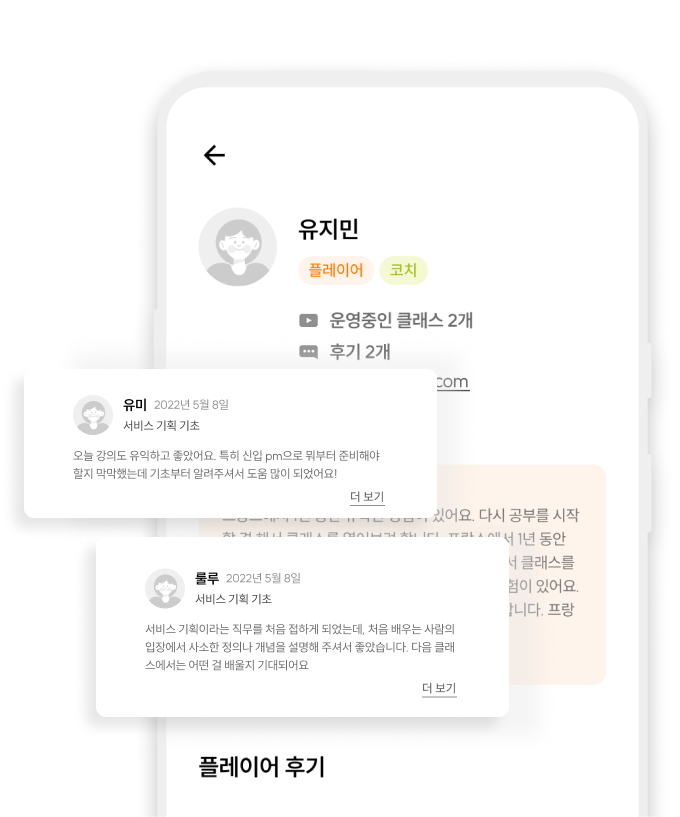 유지민
플레이어 코치
운영중인 클래스 2개
후기 2개
com
유미 2022년 5월 8일
서비스 기획 기초
오늘 강의도 유익하고 좋았어요. 특히 신입 pm으로 뭐부터 준비해야
할지 막막했는데 기초부터 알려주셔서 도움 많이 되었어요!
더 보기
있어요. 다시 공부를 시작
서 1년 동안
서 클래스를
험이 있어요.
합니다. 프랑
룰루 2022년 5월 8일
서비스 기획 기초
서비스 기획이라는 직무를 처음 접하게 되었는데, 처음 배우는 사람의
입장에서 사소한 정의나 개념을 설명해 주셔서 좋았습니다. 다음 클래
스에서는 어떤 걸 배울지 기대되어요
더 보기
플레이어 후기